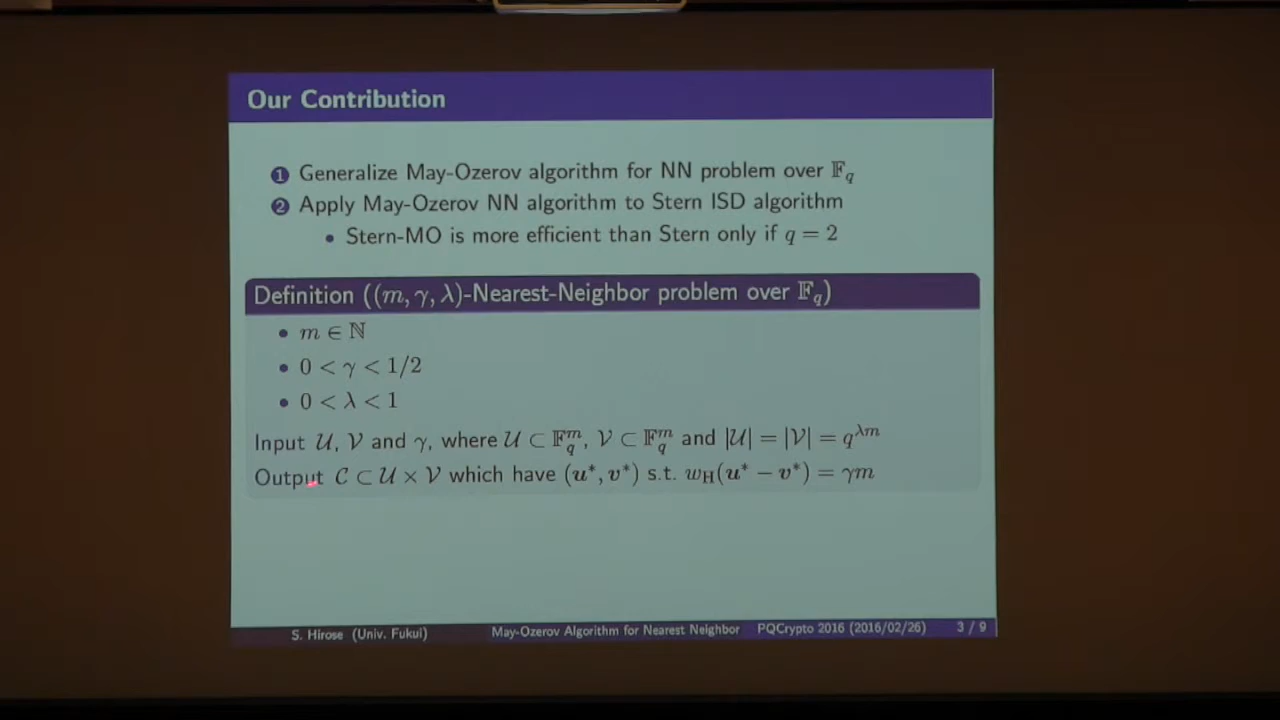 Our Contribution
1 Generalize May-Ozerov algorithm for NN problem over 𝔽_q
2 Apply May-Ozerov NN algorithm to Stern ISD algorithm
• Stern-MO is more efficient than Stern only if q = 2
Definition ((m, γ, λ)-Nearest-Neighbor problem over 𝔽_q)
• m ∈ ℕ
• 0 < γ < 1/2
• 0 < λ < 1
Input 𝒰, 𝒱 and γ, where 𝒰 ⊂ 𝔽_q^m, 𝒱 ⊂ 𝔽_q^m and |𝒰| = |𝒱| = q^{λm}
Output 𝒞 ⊂ 𝒰 × 𝒱 which have (u*, v*) s.t. w_H(u* − v*) = γm
S. Hirose (Univ. Fukui) May-Ozerov Algorithm for Nearest Neighbor PQCrypto 2016 (2016/02/26) 3 / 9